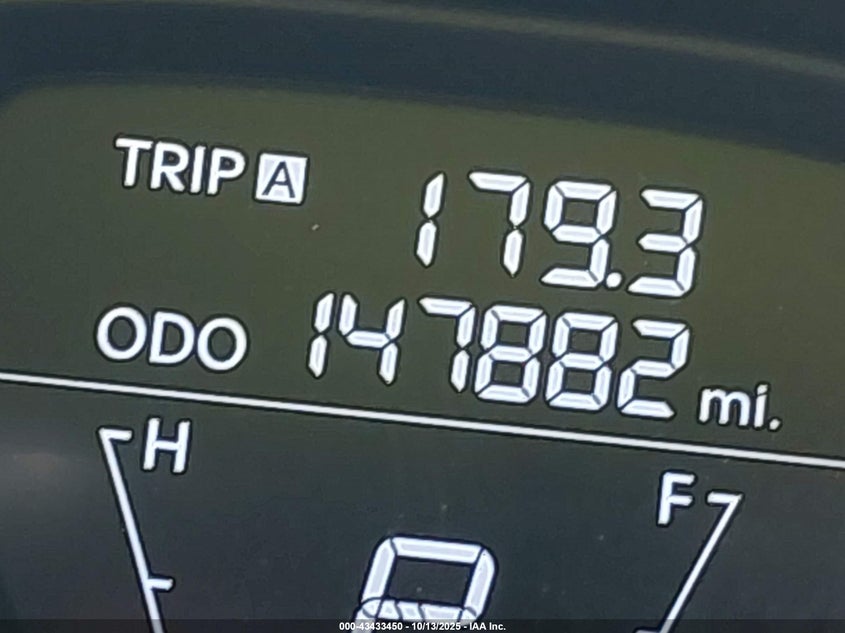 TRIP A 179.3
ODO 147882 mi.
H
F
P
000-43433450 - 10/13/2025 - IAA Inc.